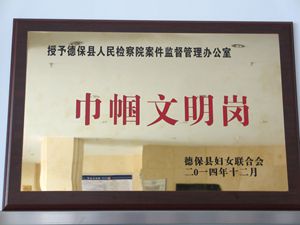 授予德保县人民检察院案件监督管理办公室
巾帼文明岗
德保县妇女联合会
二0一四年十二月